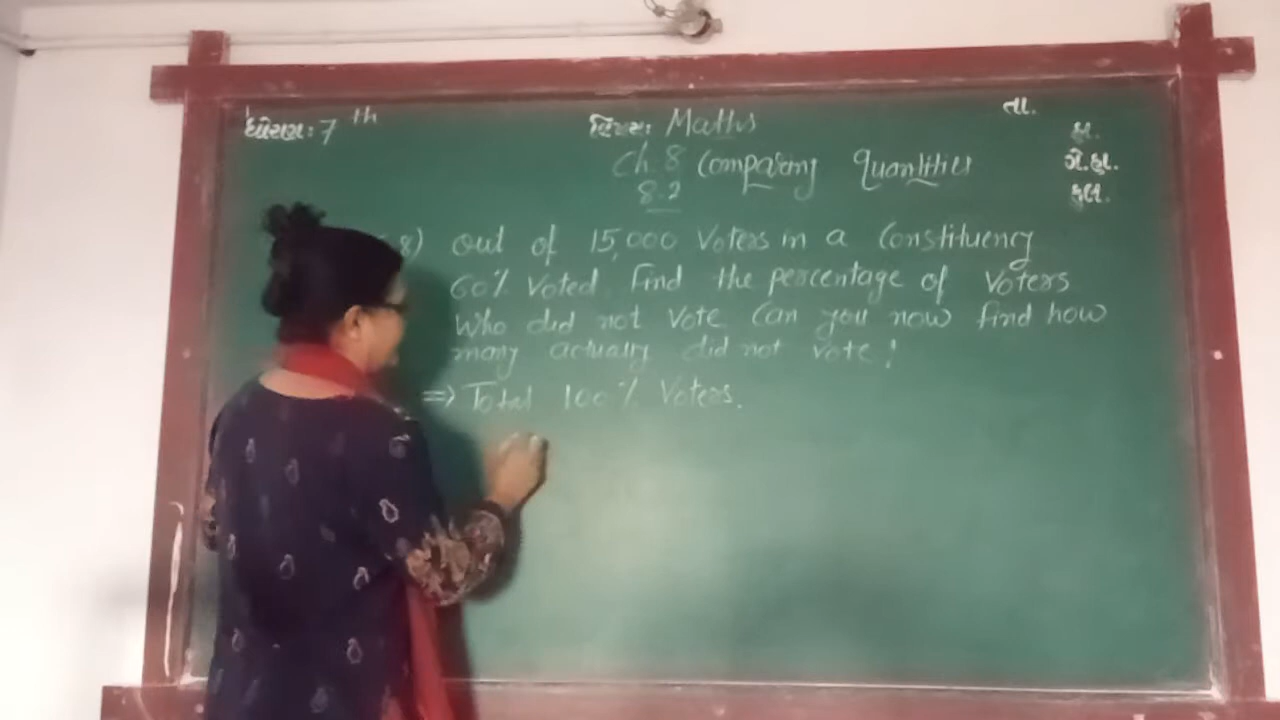 ધોરણ: 7th વિષય: Maths તા.
Ch. 8 Comparing Quantities
8.2
8) Out of 15,000 Voters in a Constituency
60% Voted. Find the percentage of Voters
Who did not Vote Can you now find how
many actually did not vote!
⇒ Total 100% Voters.